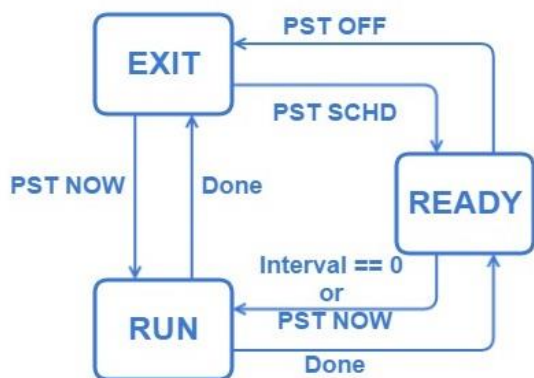 PST OFF
EXIT
PST SCHD
PST NOW
Done
READY
Interval == 0
or
PST NOW
RUN
Done